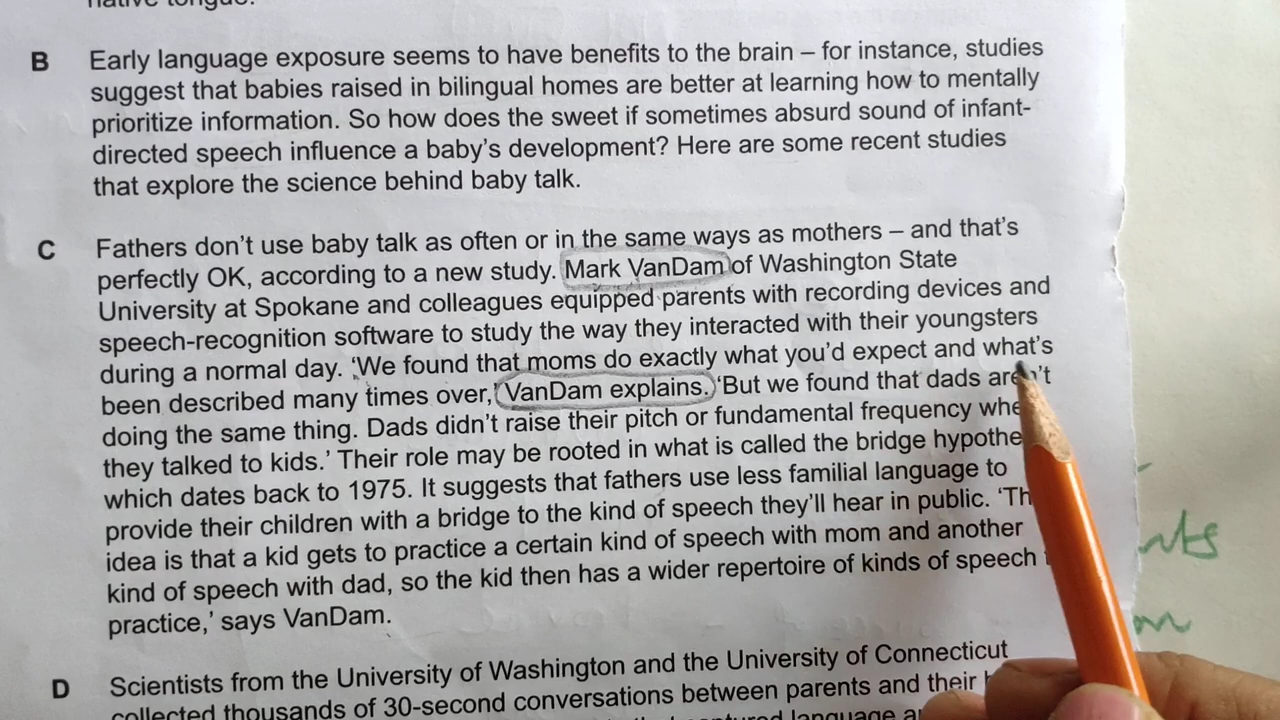 native tongue.
B Early language exposure seems to have benefits to the brain – for instance, studies
suggest that babies raised in bilingual homes are better at learning how to mentally
prioritize information. So how does the sweet if sometimes absurd sound of infant-
directed speech influence a baby's development? Here are some recent studies
that explore the science behind baby talk.
C Fathers don't use baby talk as often or in the same ways as mothers – and that's
perfectly OK, according to a new study. Mark VanDam of Washington State
University at Spokane and colleagues equipped parents with recording devices and
speech-recognition software to study the way they interacted with their youngsters
during a normal day. 'We found that moms do exactly what you'd expect and what's
been described many times over,' VanDam explains. 'But we found that dads aren't
doing the same thing. Dads didn't raise their pitch or fundamental frequency
they talked to kids.' Their role may be rooted in what is called the bridge
which dates back to 1975. It suggests that fathers use less familial language to
provide their children with a bridge to the kind of speech they'll hear in public.
idea is that a kid gets to practice a certain kind of speech with mom and another
kind of speech with dad, so the kid then has a wider repertoire of kinds of speech
practice,' says VanDam.
D Scientists from the University of Washington and the University of Connecticut
collected thousands of 30-second conversations between parents and their
language